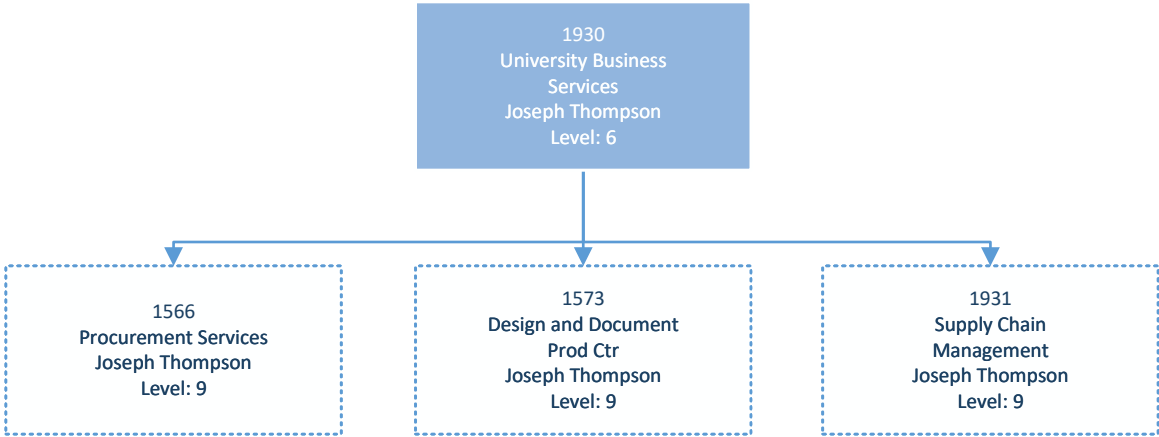 1930
University Business
Services
Joseph Thompson
Level: 6
1566
Procurement Services
Joseph Thompson
Level: 9
1573
Design and Document
Prod Ctr
Joseph Thompson
Level: 9
1931
Supply Chain
Management
Joseph Thompson
Level: 9